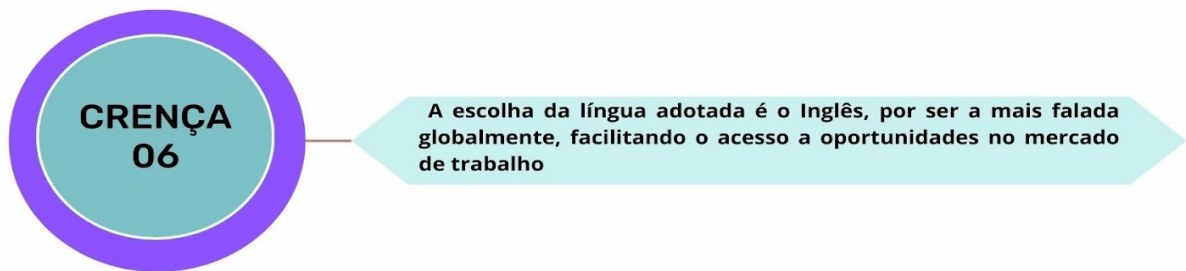 CRENÇA
06
A escolha da língua adotada é o Inglês, por ser a mais falada
globalmente, facilitando o acesso a oportunidades no mercado
de trabalho